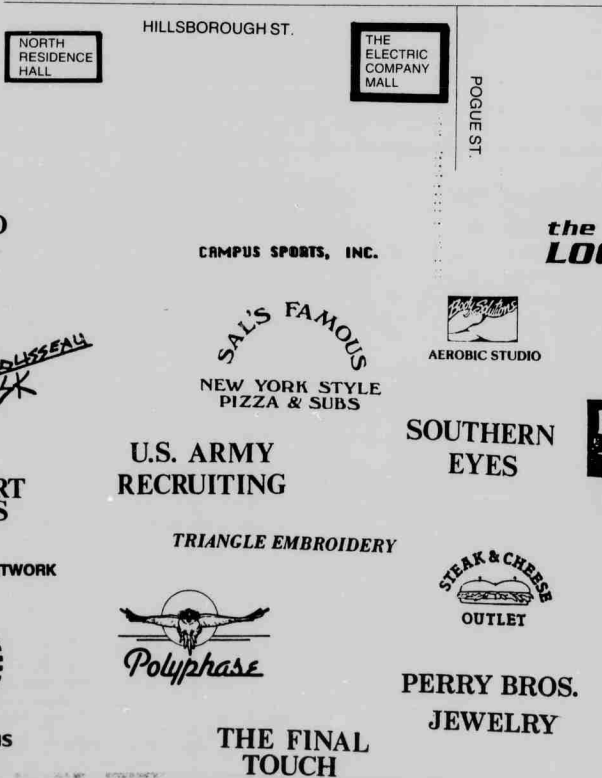 HILLSBOROUGH ST.
NORTH
RESIDENCE
HALL
THE
ELECTRIC
COMPANY
MALL
POGUE ST.
the
CAMPUS SPORTS, INC.
SAL'S FAMOUS
NEW YORK STYLE
PIZZA & SUBS
Body Solutions
AEROBIC STUDIO
U.S. ARMY
RECRUITING
SOUTHERN
EYES
TRIANGLE EMBROIDERY
STEAK & CHEESE
OUTLET
Polyphase
PERRY BROS.
JEWELRY
THE FINAL
TOUCH